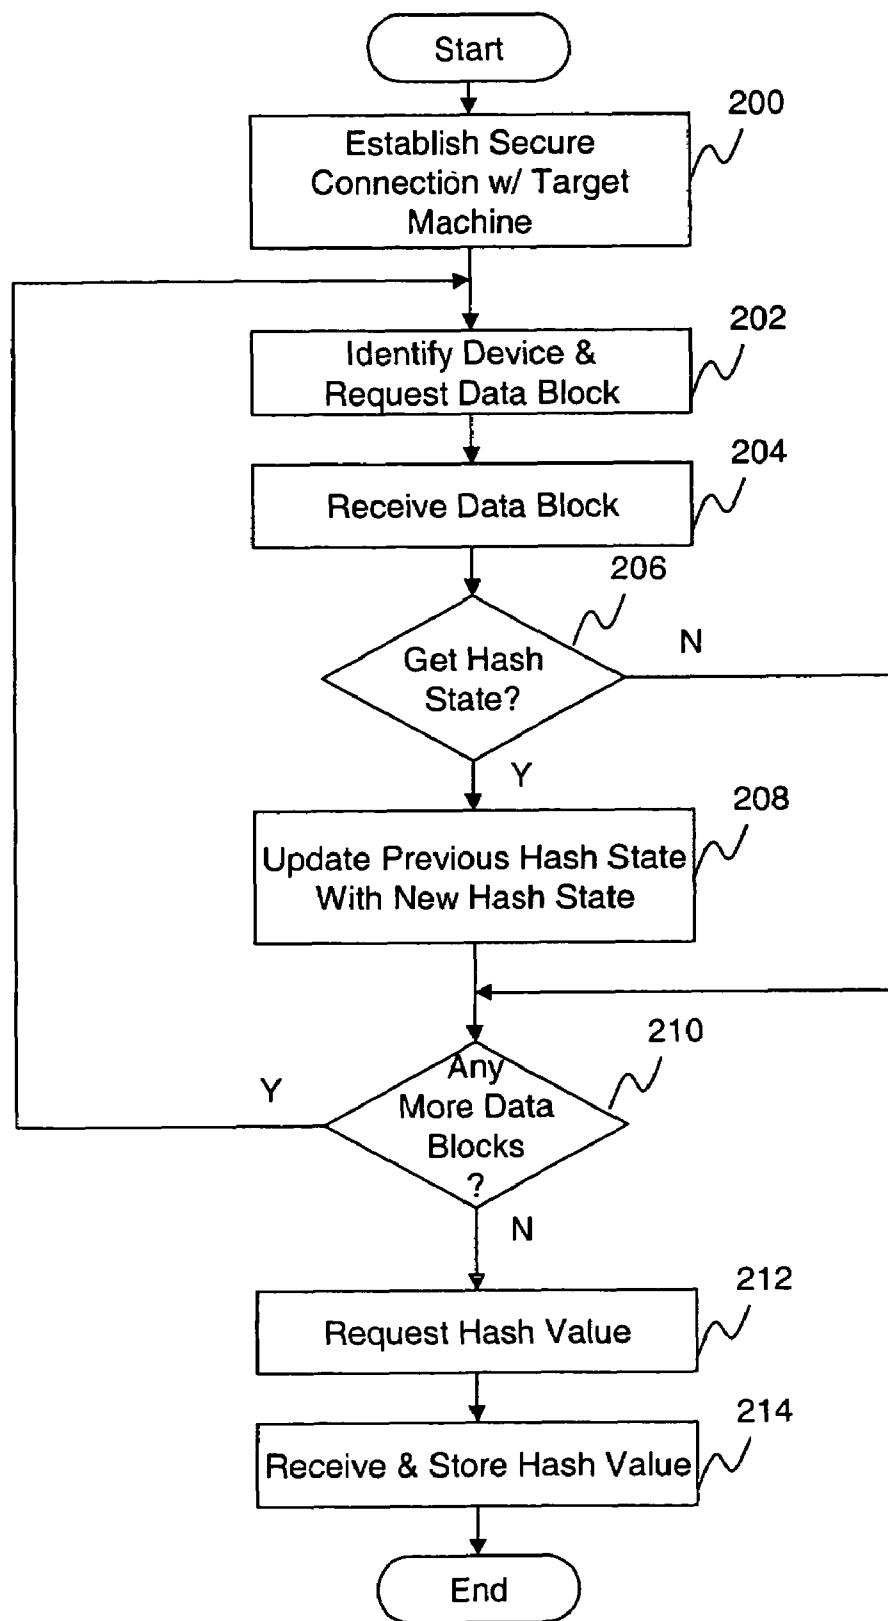 Start
200
Establish Secure
Connection w/ Target
Machine
202
Identify Device &
Request Data Block
204
Receive Data Block
206
Get Hash
State?
N
Y
208
Update Previous Hash State
With New Hash State
210
Any
More Data
Blocks
?
Y
N
212
Request Hash Value
214
Receive & Store Hash Value
End